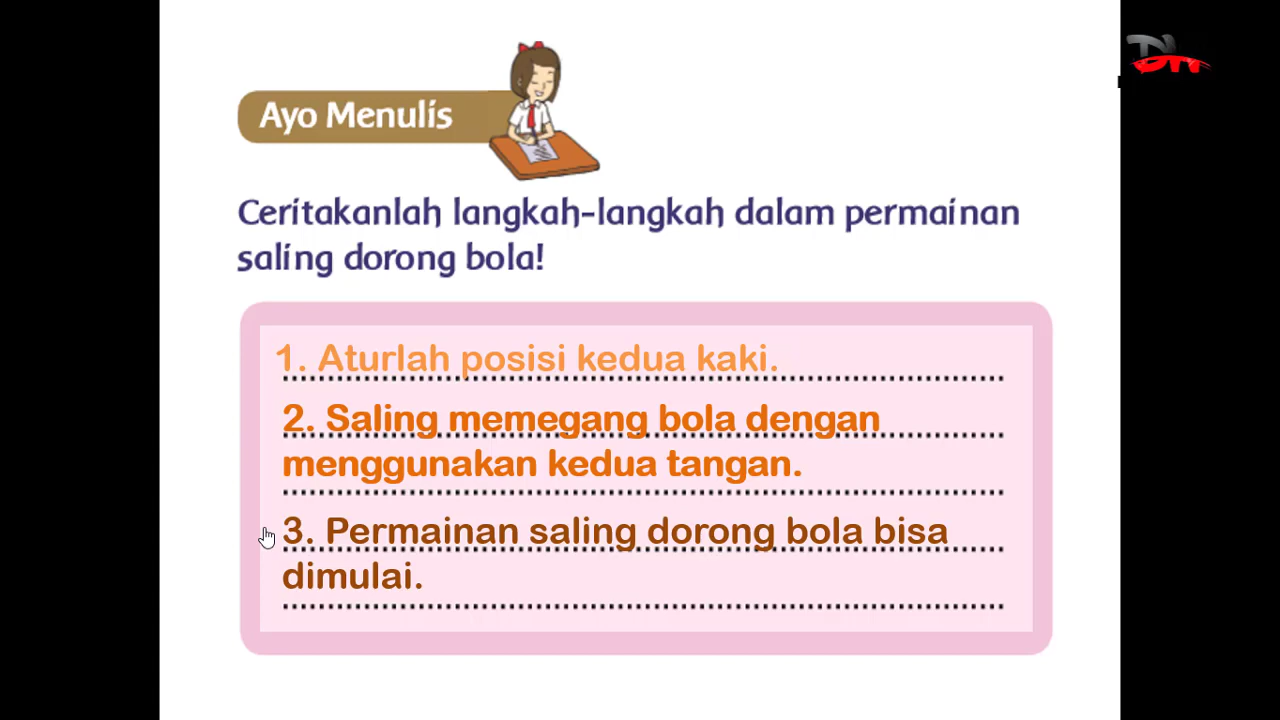 Ayo Menulis
Ceritakanlah langkah-langkah dalam permainan
saling dorong bola!
1. Aturlah posisi kedua kaki.
2. Saling memegang bola dengan
menggunakan kedua tangan.
3. Permainan saling dorong bola bisa
dimulai.